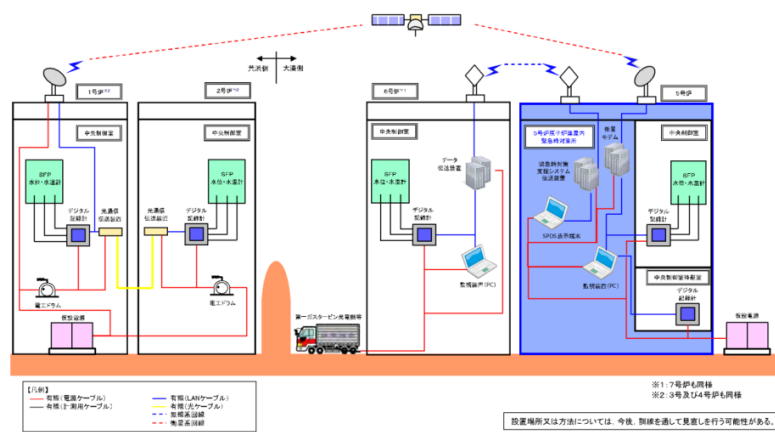 荒浜側
大湊側
1号炉※2
2号炉※2
6号炉※1
5号炉
中央制御室
中央制御室
中央制御室
5号炉原子炉建屋内
緊急時対策所
衛星
モデム
中央制御室
SFP
水位・水温計
SFP
水位・水温計
SFP
水位・水温計
SFP
水位・水温計
データ
伝送装置
緊急時対策
支援システム
伝送装置
デジタル
記録計
光通信
伝送装置
光通信
伝送装置
デジタル
記録計
デジタル
記録計
SPDS表示端末
デジタル
記録計
監視装置(PC)
監視装置(PC)
中央制御室待避室
デジタル
記録計
電工ドラム
電工ドラム
仮設電源
第一ガスタービン発電機等
仮設電源
【凡例】
有線(電源ケーブル)
有線(LANケーブル)
有線(計測用ケーブル)
有線(光ケーブル)
無線系回線
衛星系回線
※1:7号炉も同様
※2:3号及び4号炉も同様
設置場所又は方法については、今後、訓練を通して見直しを行う可能性がある。